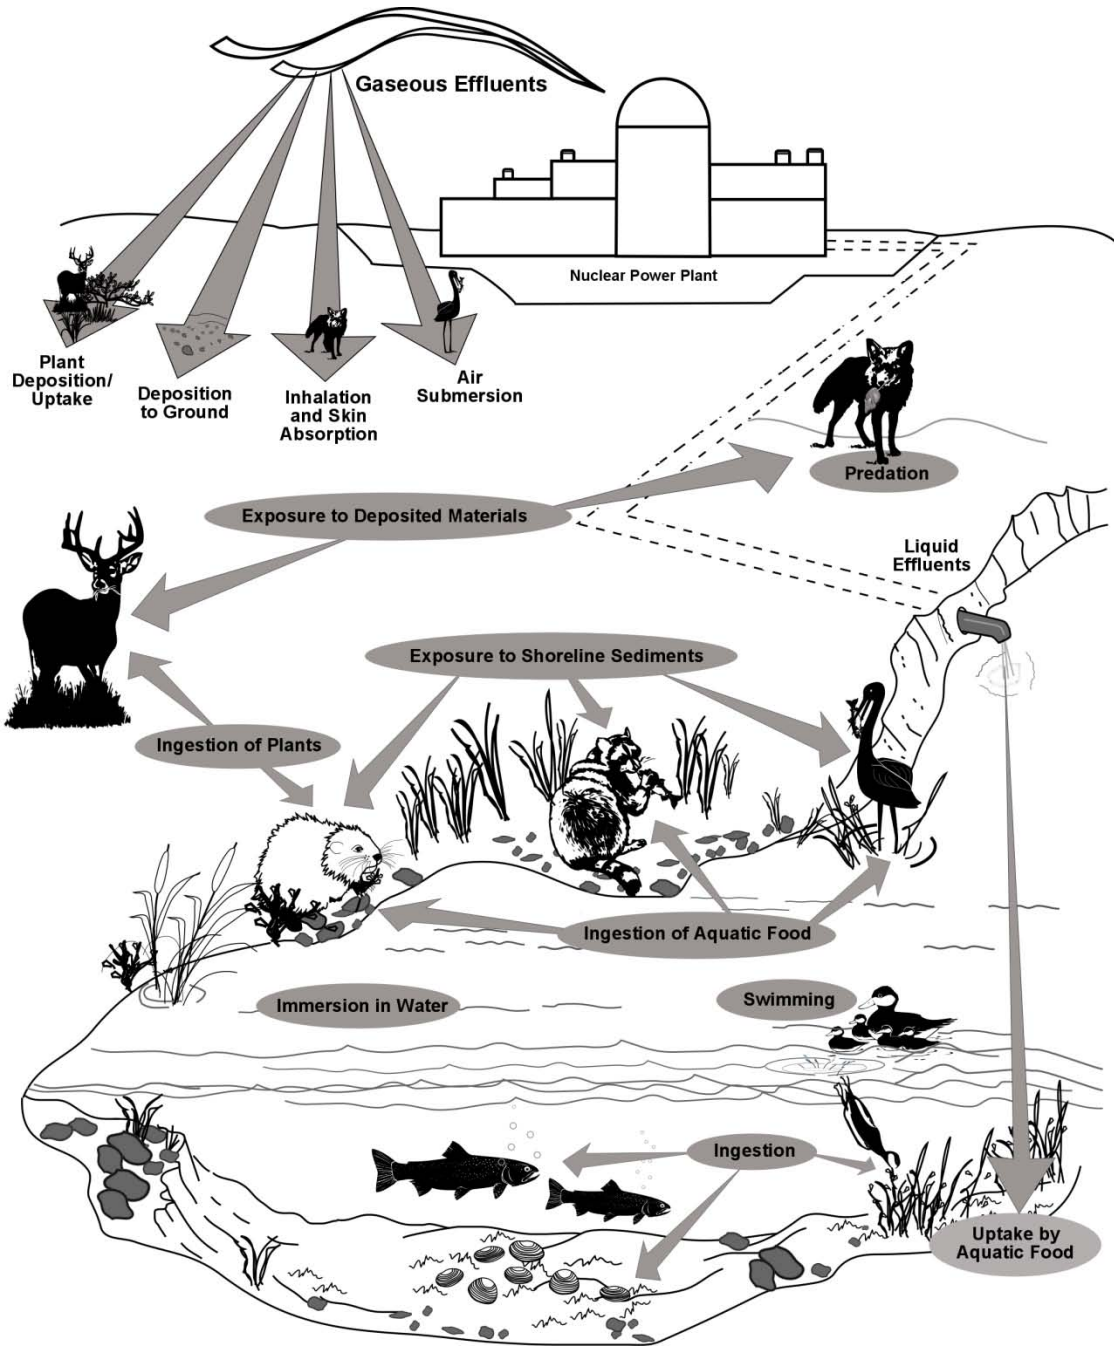 Gaseous Effluents
Nuclear Power Plant
Plant
Deposition/
Uptake
Deposition
to Ground
Inhalation
and Skin
Absorption
Air
Submersion
Predation
Exposure to Deposited Materials
Liquid
Effluents
Exposure to Shoreline Sediments
Ingestion of Plants
Ingestion of Aquatic Food
Immersion in Water
Swimming
Ingestion
Uptake by
Aquatic Food